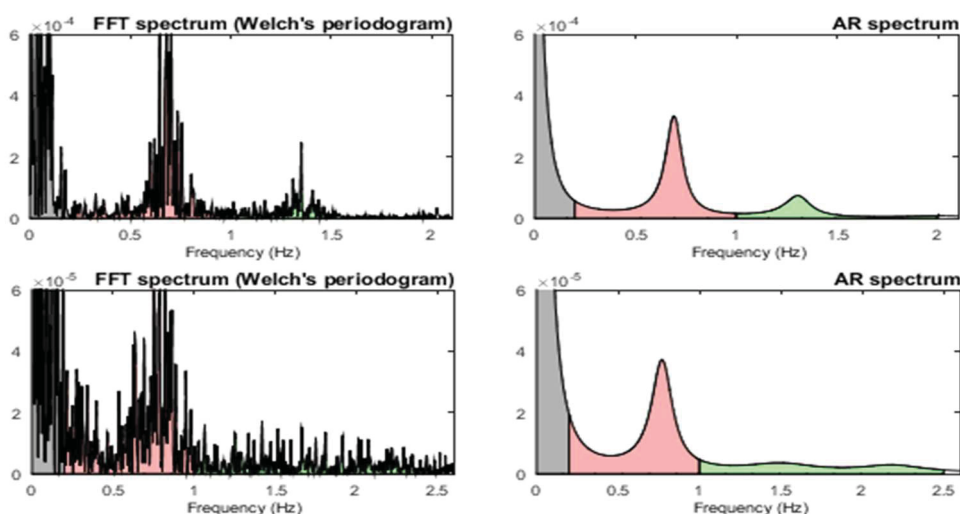 ×10⁻⁴ FFT spectrum (Welch's periodogram)
6
4
2
0
0 0.5 1 1.5 2
Frequency (Hz)
×10⁻⁴ AR spectrum
6
4
2
0
0 0.5 1 1.5 2
Frequency (Hz)
×10⁻⁵ FFT spectrum (Welch's periodogram)
6
4
2
0
0 0.5 1 1.5 2 2.5
Frequency (Hz)
×10⁻⁵ AR spectrum
6
4
2
0
0 0.5 1 1.5 2 2.5
Frequency (Hz)